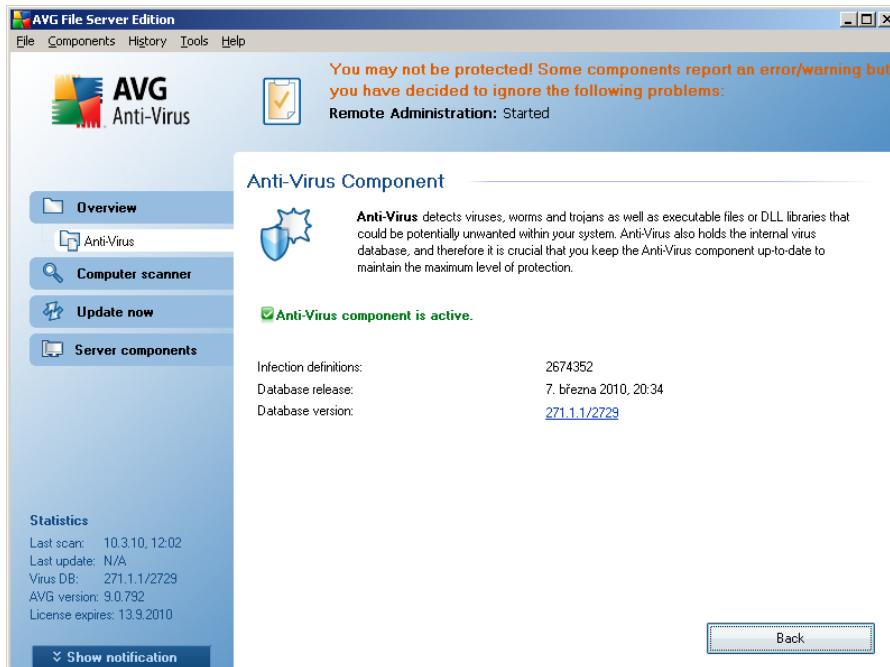 AVG File Server Edition
File Components History Tools Help
AVG
Anti-Virus
You may not be protected! Some components report an error/warning but
you have decided to ignore the following problems:
Remote Administration: Started
Overview
Anti-Virus
Computer scanner
Update now
Server components
Anti-Virus Component
Anti-Virus detects viruses, worms and trojans as well as executable files or DLL libraries that
could be potentially unwanted within your system. Anti-Virus also holds the internal virus
database, and therefore it is crucial that you keep the Anti-Virus component up-to-date to
maintain the maximum level of protection.
Anti-Virus component is active.
Infection definitions: 2674352
Database release: 7. března 2010, 20:34
Database version: 271.1.1/2729
Statistics
Last scan: 10.3.10, 12:02
Last update: N/A
Virus DB: 271.1.1/2729
AVG version: 9.0.792
License expires: 13.9.2010
Show notification
Back